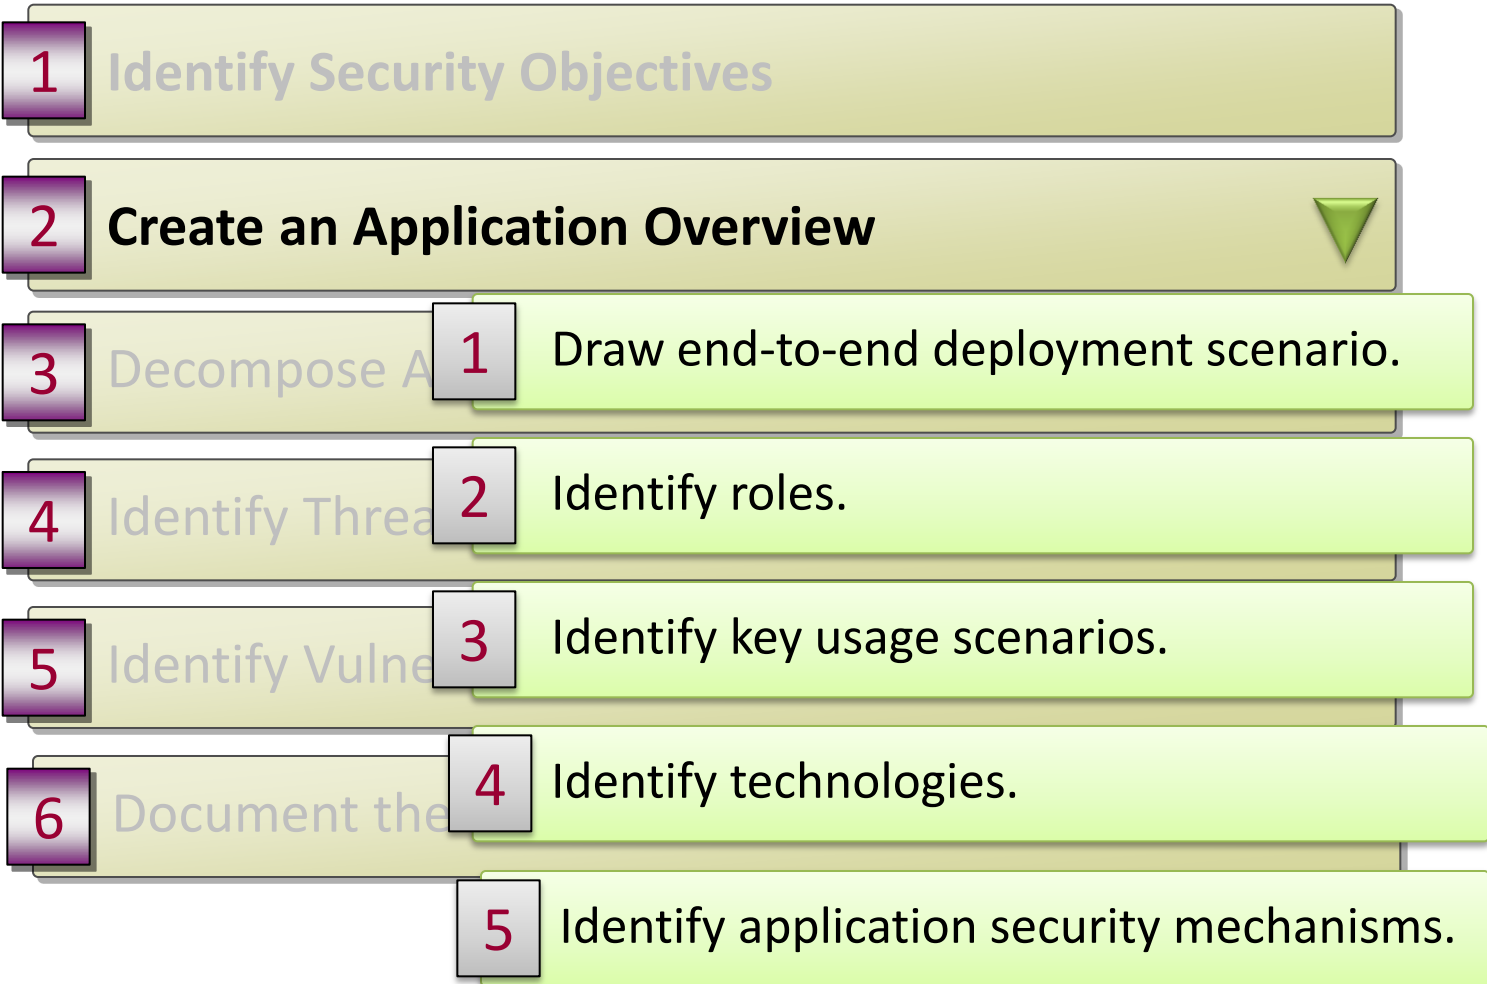 1 Identify Security Objectives
2 Create an Application Overview
3 Decompose A
1 Draw end-to-end deployment scenario.
4 Identify Threa
2 Identify roles.
5 Identify Vulne
3 Identify key usage scenarios.
6 Document the
4 Identify technologies.
5 Identify application security mechanisms.